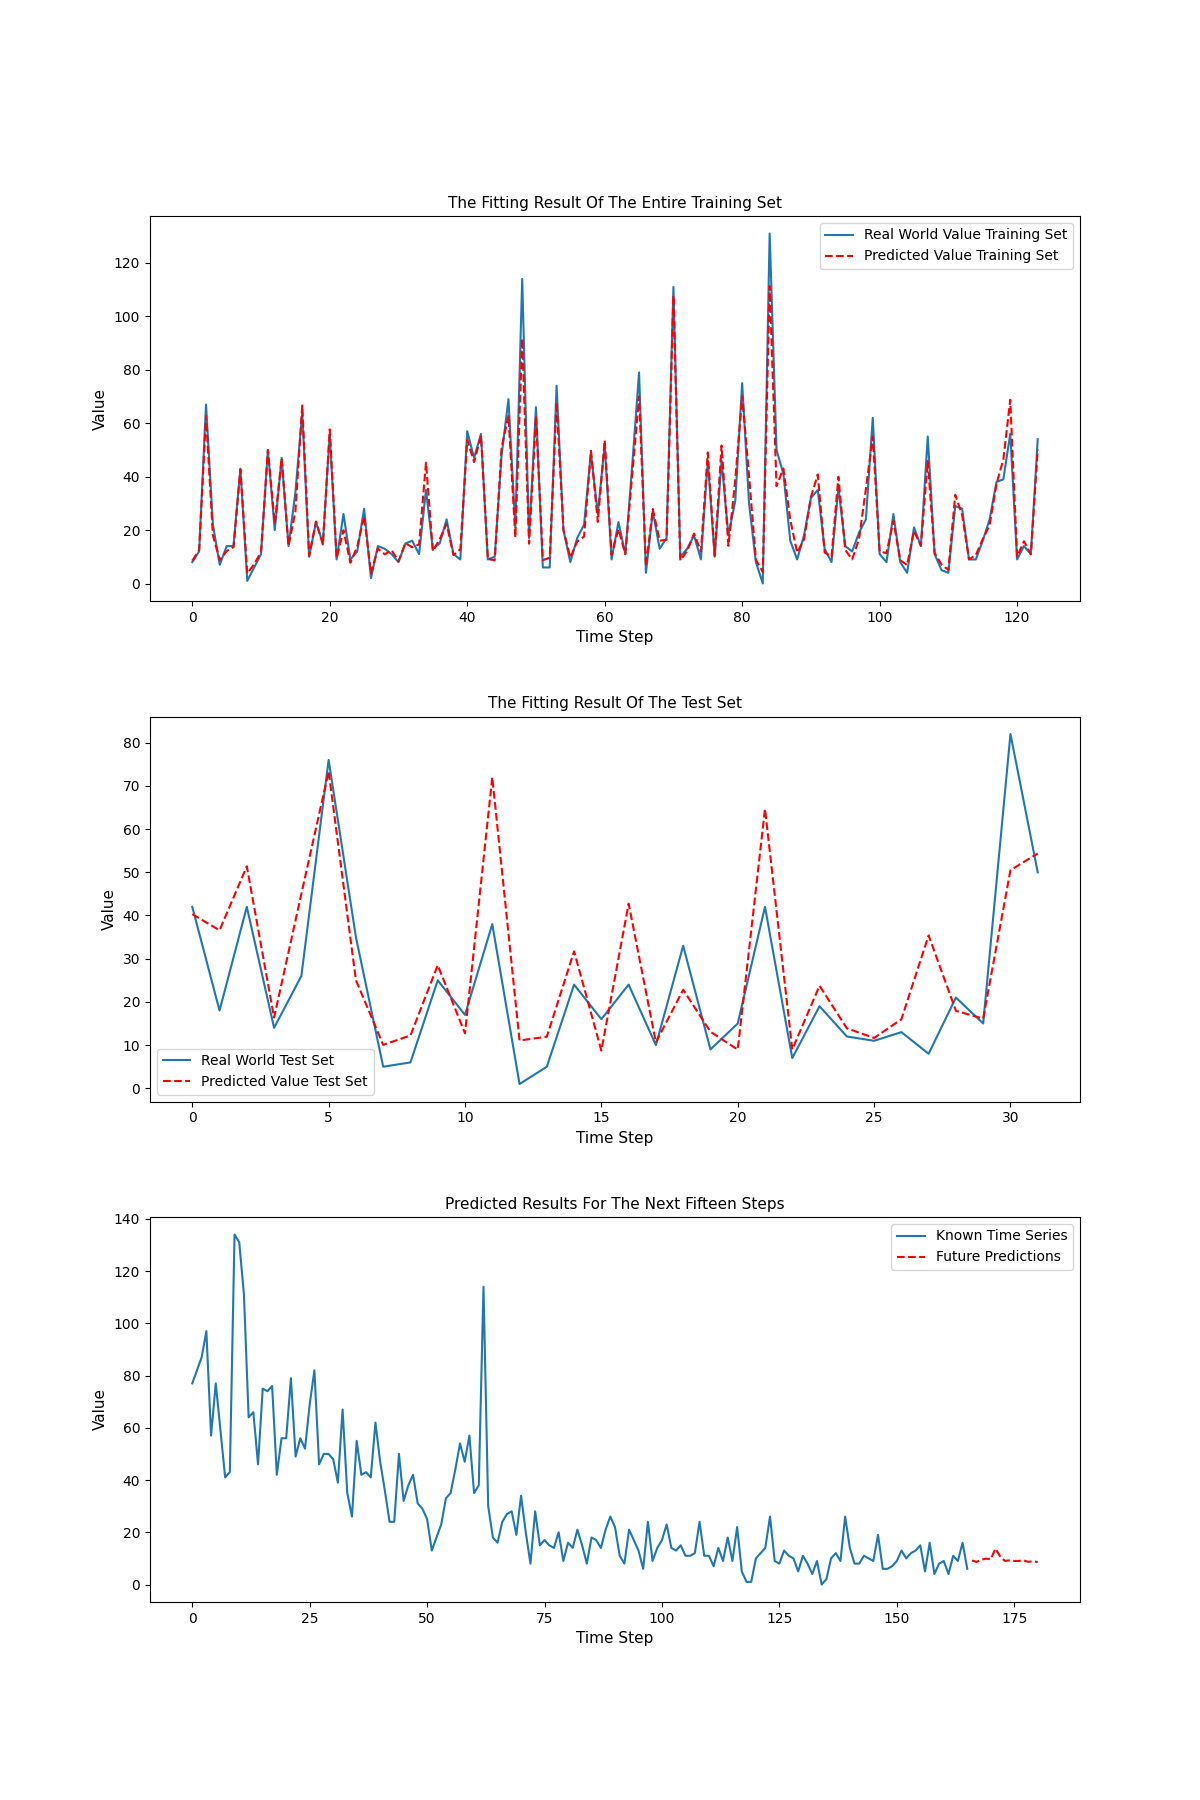 The Fitting Result Of The Entire Training Set
Real World Value Training Set
Predicted Value Training Set
120
100
80
60
40
20
0
Value
0 20 40 60 80 100 120
Time Step
The Fitting Result Of The Test Set
80
70
60
50
40
30
20
10
0
Value
Real World Test Set
Predicted Value Test Set
0 5 10 15 20 25 30
Time Step
Predicted Results For The Next Fifteen Steps
Known Time Series
Future Predictions
140
120
100
80
60
40
20
0
Value
0 25 50 75 100 125 150 175
Time Step